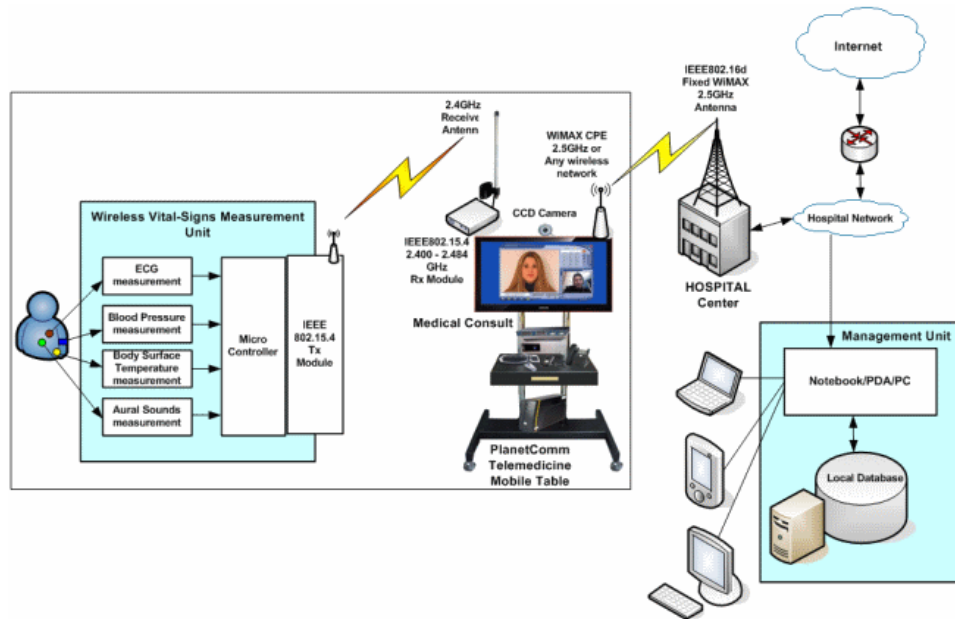 Internet
IEEE802.16d
Fixed WiMAX
2.5GHz
Antenna
2.4GHz
Receive
Antenn
WiMAX CPE
2.5GHz or
Any wireless
network
Wireless Vital-Signs Measurement
Unit
CCD Camera
Hospital Network
IEEE802.15.4
2.400 - 2.484
GHz
Rx Module
ECG
measurement
HOSPITAL
Center
Blood Pressure
measurement
Micro
Controller
IEEE
802.15.4
Tx
Module
Medical Consult
Management Unit
Body Surface
Temperature
measurement
Notebook/PDA/PC
Aural Sounds
measurement
PlanetComm
Telemedicine
Mobile Table
Local Database